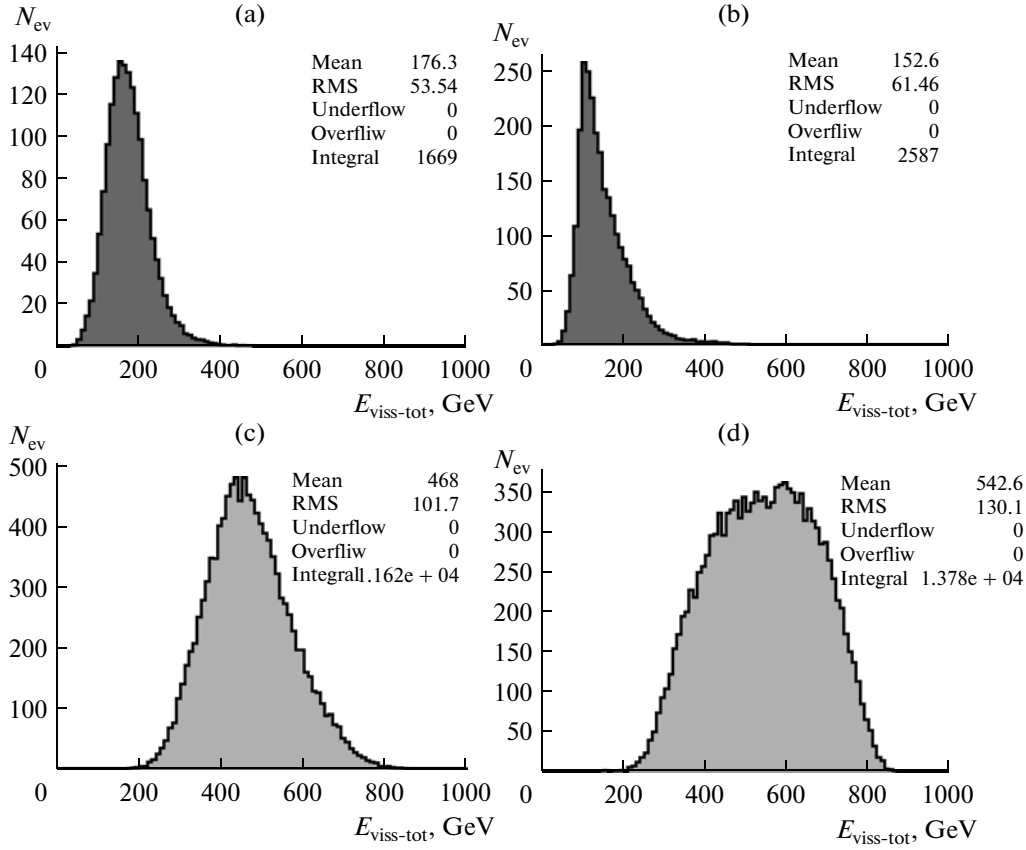 (a)
N_ev
140
120
100
80
60
40
20
0
200
400
600
800
1000
E_viss-tot, GeV
Mean 176.3
RMS 53.54
Underflow 0
Overfliw 0
Integral 1669
(b)
N_ev
250
200
150
100
50
0
200
400
600
800
1000
E_viss-tot, GeV
Mean 152.6
RMS 61.46
Underflow 0
Overfliw 0
Integral 2587
(c)
N_ev
500
400
300
200
100
0
200
400
600
800
1000
E_viss-tot, GeV
Mean 468
RMS 101.7
Underflow 0
Overfliw 0
Integral 1.162e + 04
(d)
N_ev
350
300
250
200
150
100
50
0
200
400
600
800
1000
E_viss-tot, GeV
Mean 542.6
RMS 130.1
Underflow 0
Overfliw 0
Integral 1.378e + 04